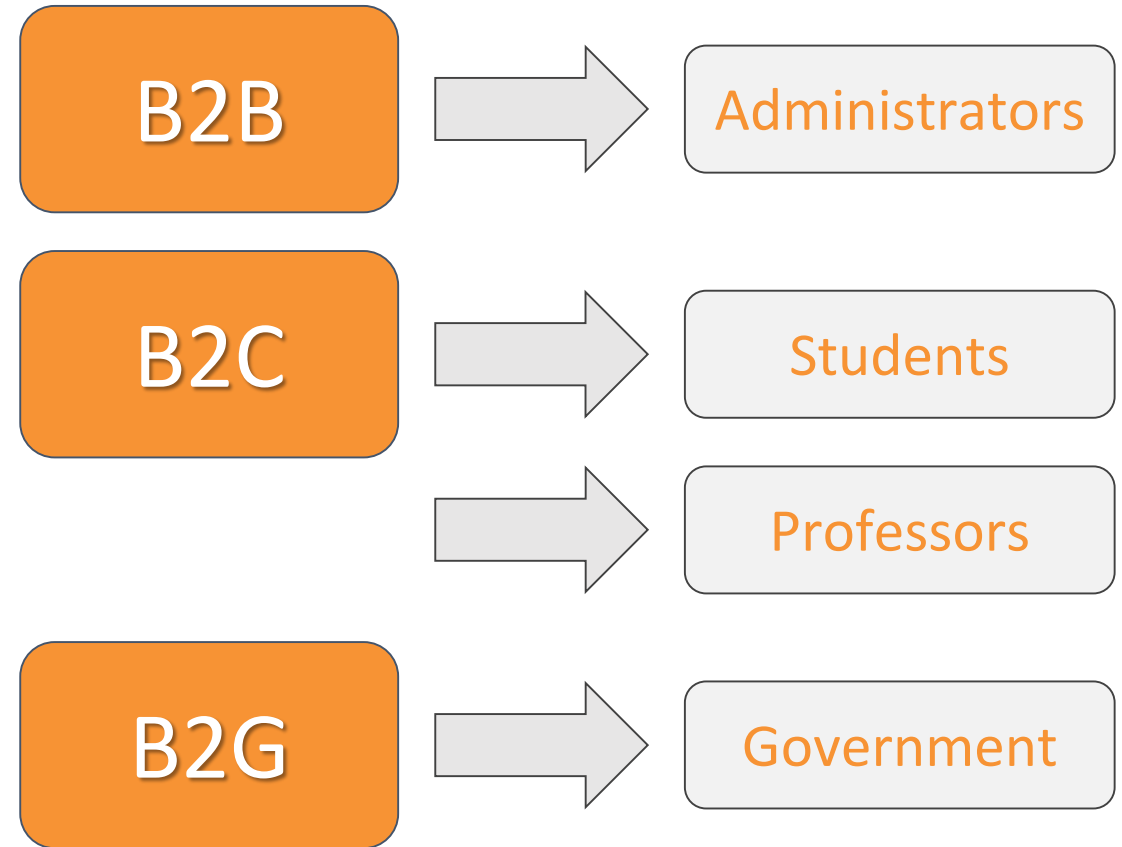 B2B
Administrators
B2C
Students
Professors
B2G
Government